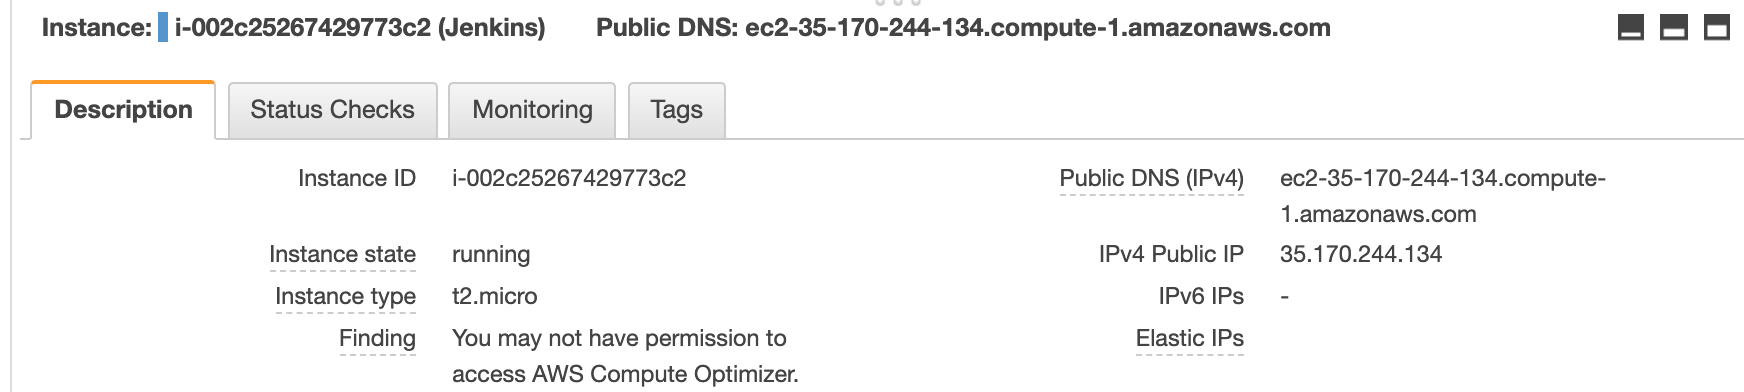 Instance: i-002c25267429773c2 (Jenkins) Public DNS: ec2-35-170-244-134.compute-1.amazonaws.com
Description Status Checks Monitoring Tags
Instance ID i-002c25267429773c2
Public DNS (IPv4) ec2-35-170-244-134.compute-
1.amazonaws.com
Instance state running
IPv4 Public IP 35.170.244.134
Instance type t2.micro
IPv6 IPs -
Finding You may not have permission to
access AWS Compute Optimizer.
Elastic IPs